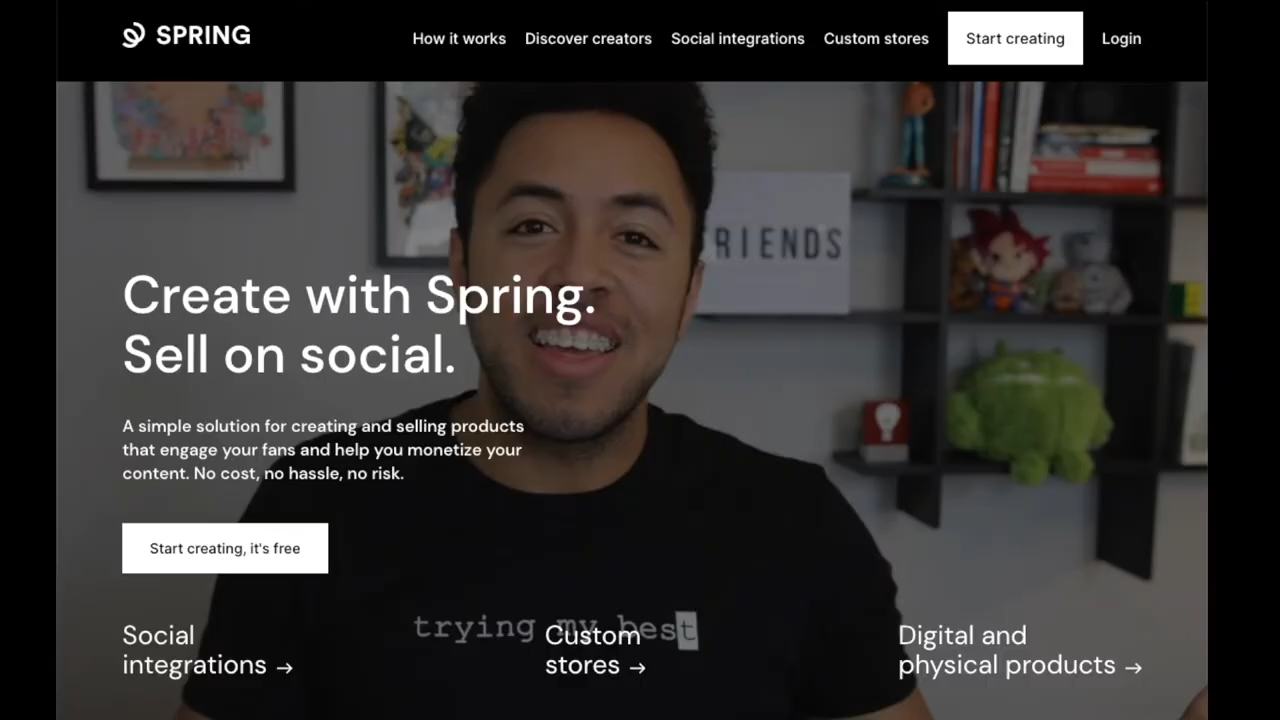 SPRING
How it works
Discover creators
Social integrations
Custom stores
Start creating
Login
RIENDS
Create with Spring.
Sell on social.
A simple solution for creating and selling products
that engage your fans and help you monetize your
content. No cost, no hassle, no risk.
Start creating, it's free
trying my best
Social
integrations →
Custom
stores →
Digital and
physical products →